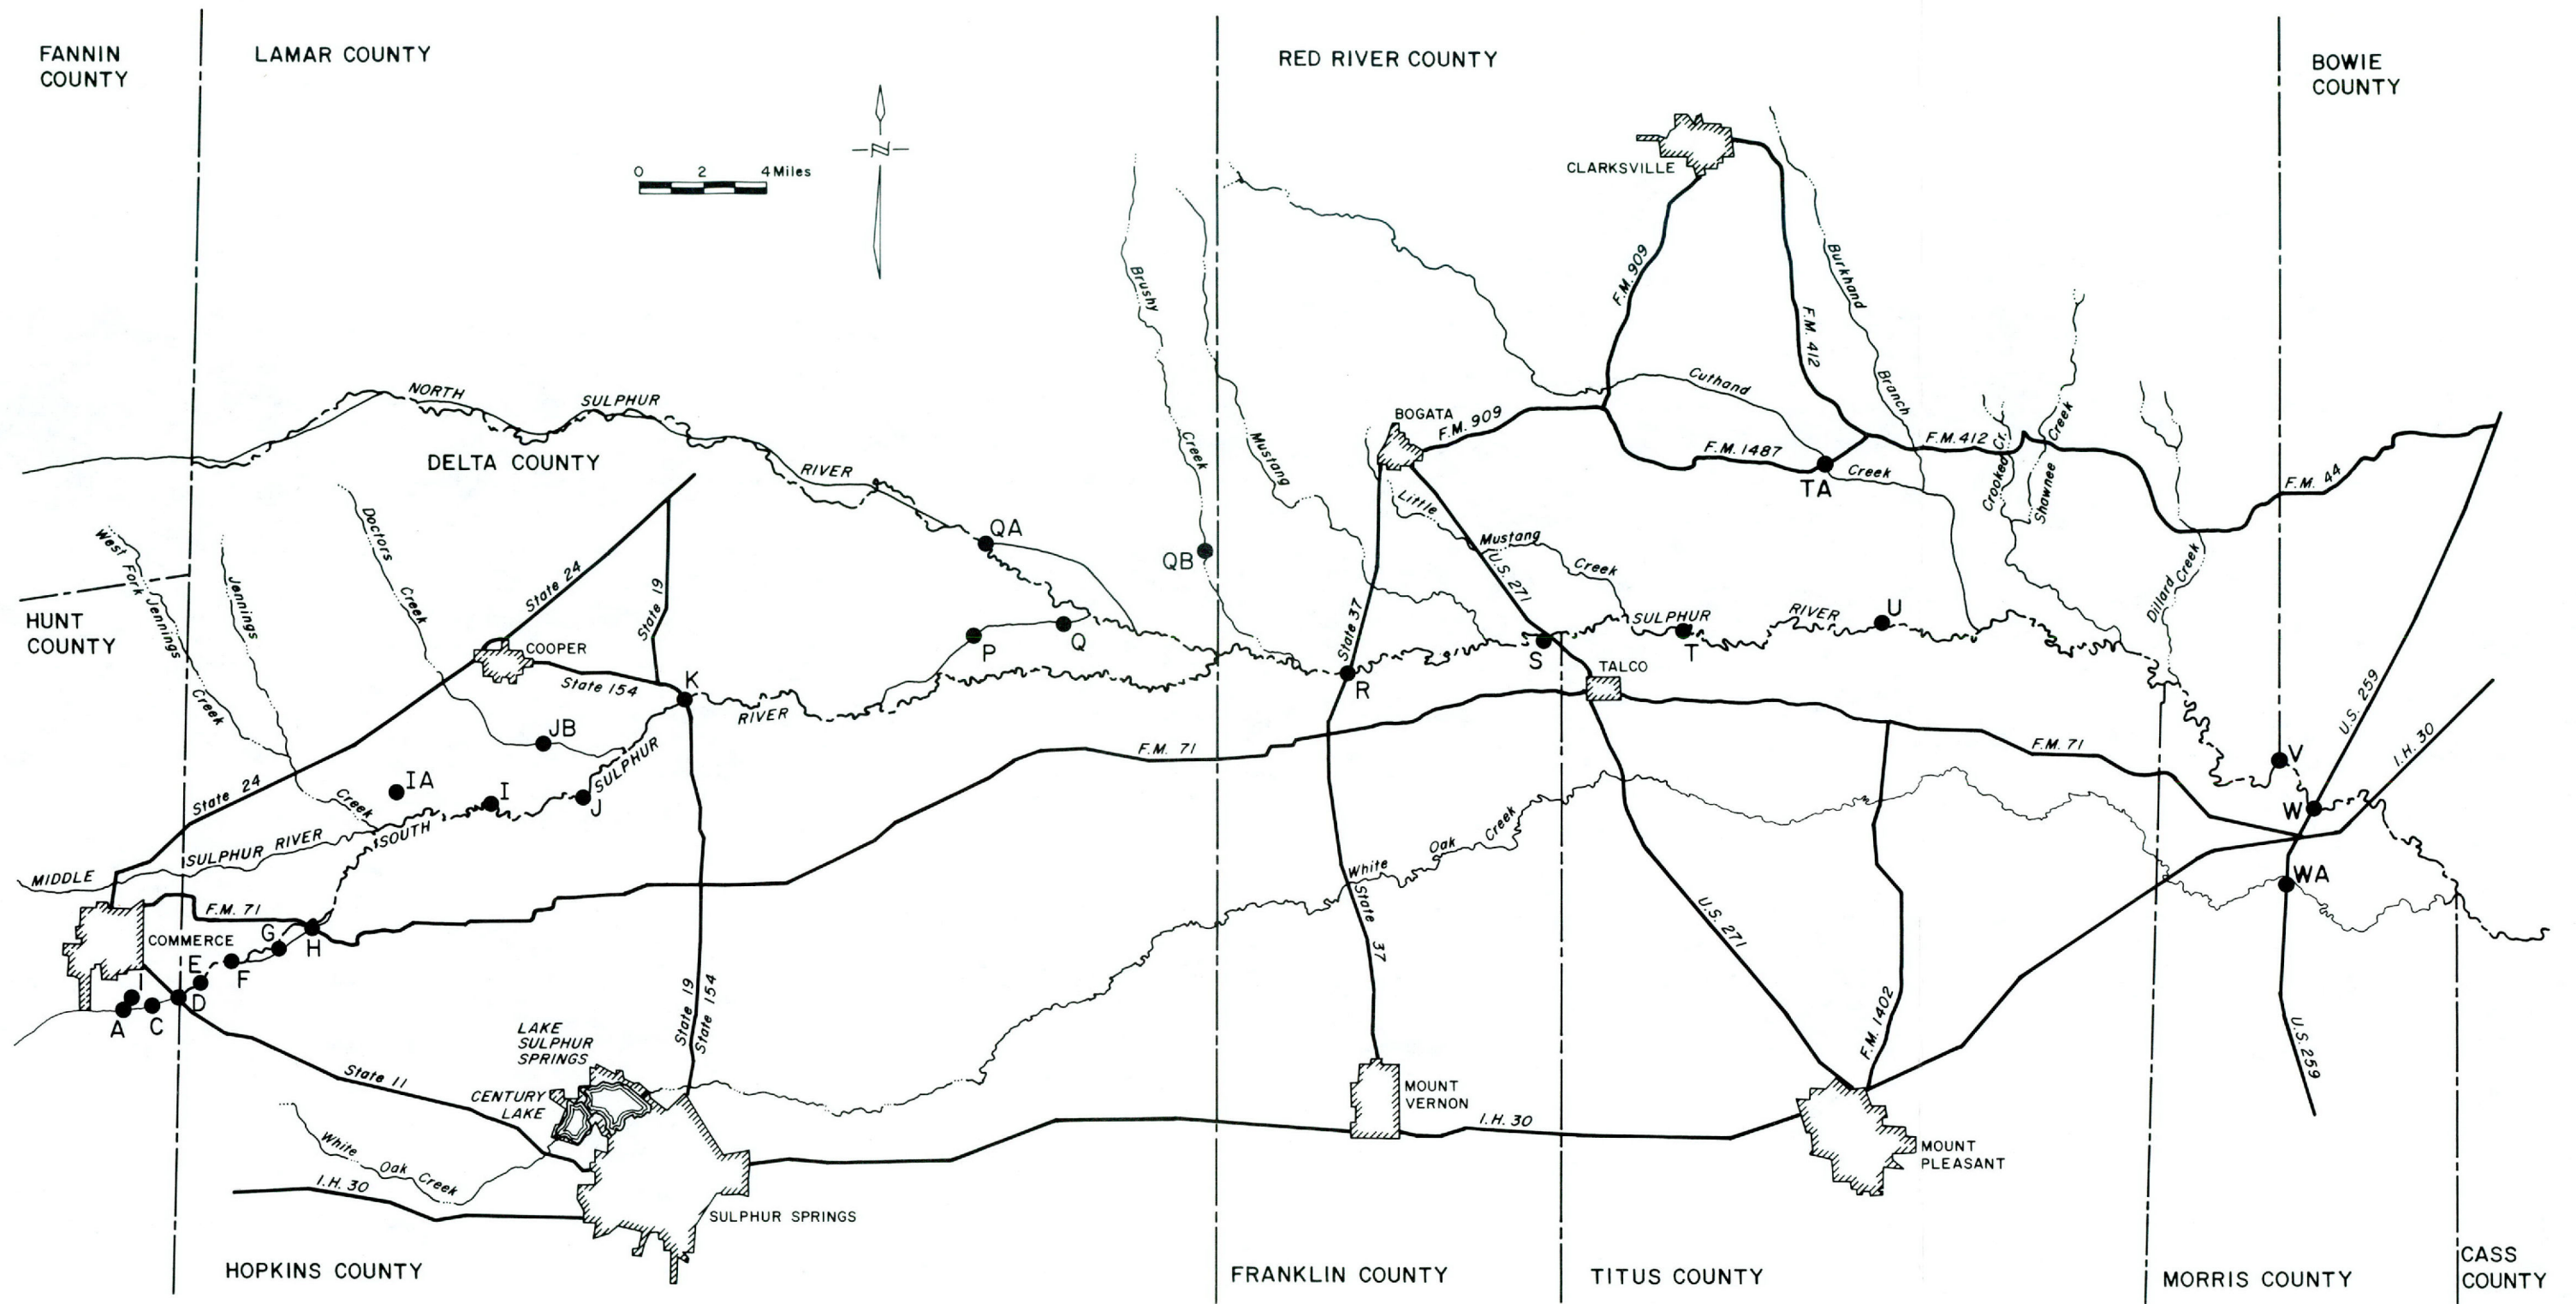 FANNIN
COUNTY
LAMAR COUNTY
RED RIVER COUNTY
BOWIE
COUNTY
N
0 2 4 Miles
CLARKSVILLE
F.M. 909
F.M. 412
Burkhand
Branch
Brushy
Creek
Mustang
NORTH
SULPHUR
RIVER
DELTA COUNTY
Cuthand
Creek
BOGATA
F.M. 909
F.M. 1487
TA
F.M. 412
Crooked Cr.
Shawnee Creek
F.M. 44
Dillard Creek
West
Fork Jennings
Creek
Jennings
Creek
Doctors
Creek
State 24
State 19
QA
QB
Little
Mustang
Creek
U.S. 271
HUNT
COUNTY
COOPER
State 154
K
RIVER
P
Q
State 37
R
S
SULPHUR
RIVER
T
U
TALCO
JB
IA
I
J
SULPHUR
State 24
SOUTH
MIDDLE
SULPHUR RIVER
F.M. 71
F.M. 71
U.S. 259
I.H. 30
V
W
WA
White
Oak
Creek
F.M. 71
COMMERCE
G
H
E
F
I
D
A
C
State 37
U.S. 271
F.M. 1402
U.S. 259
State 19
State 154
LAKE
SULPHUR
SPRINGS
CENTURY
LAKE
State 11
White
Oak
Creek
I.H. 30
SULPHUR SPRINGS
MOUNT
VERNON
I.H. 30
MOUNT
PLEASANT
HOPKINS COUNTY
FRANKLIN COUNTY
TITUS COUNTY
MORRIS COUNTY
CASS
COUNTY